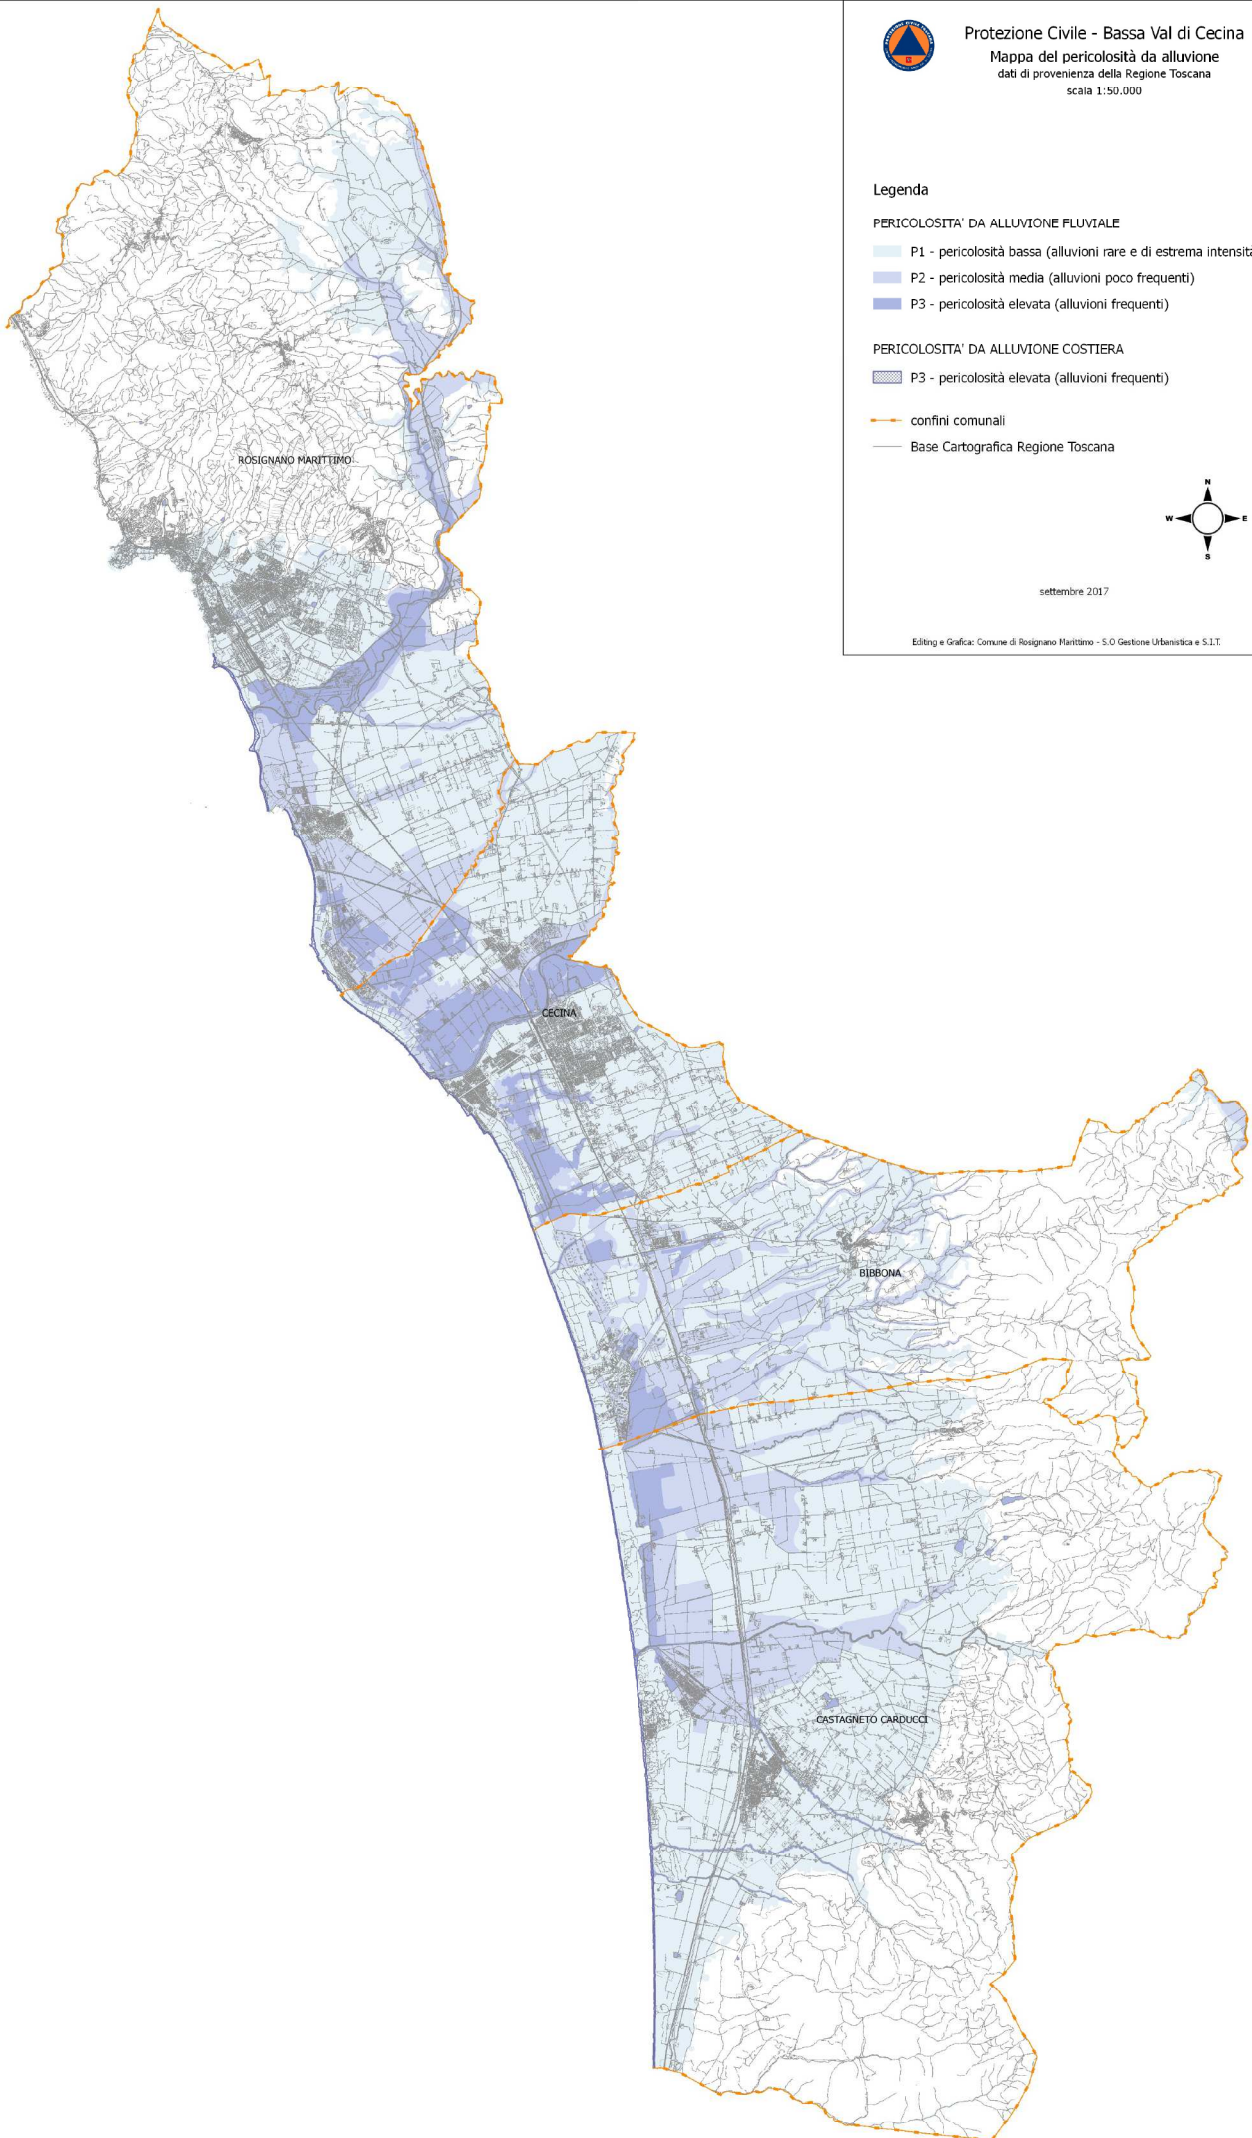 Protezione Civile - Bassa Val di Cecina
Mappa del pericolosità da alluvione
dati di provenienza della Regione Toscana
scala 1:50.000
Legenda
PERICOLOSITA' DA ALLUVIONE FLUVIALE
P1 - pericolosità bassa (alluvioni rare e di estrema intensità
P2 - pericolosità media (alluvioni poco frequenti)
P3 - pericolosità elevata (alluvioni frequenti)
PERICOLOSITA' DA ALLUVIONE COSTIERA
P3 - pericolosità elevata (alluvioni frequenti)
confini comunali
Base Cartografica Regione Toscana
N
W E
S
settembre 2017
Editing e Grafica: Comune di Rosignano Marittimo - S.O Gestione Urbanistica e S.I.T.
ROSIGNANO MARITTIMO
CECINA
BIBBONA
CASTAGNETO CARDUCCI